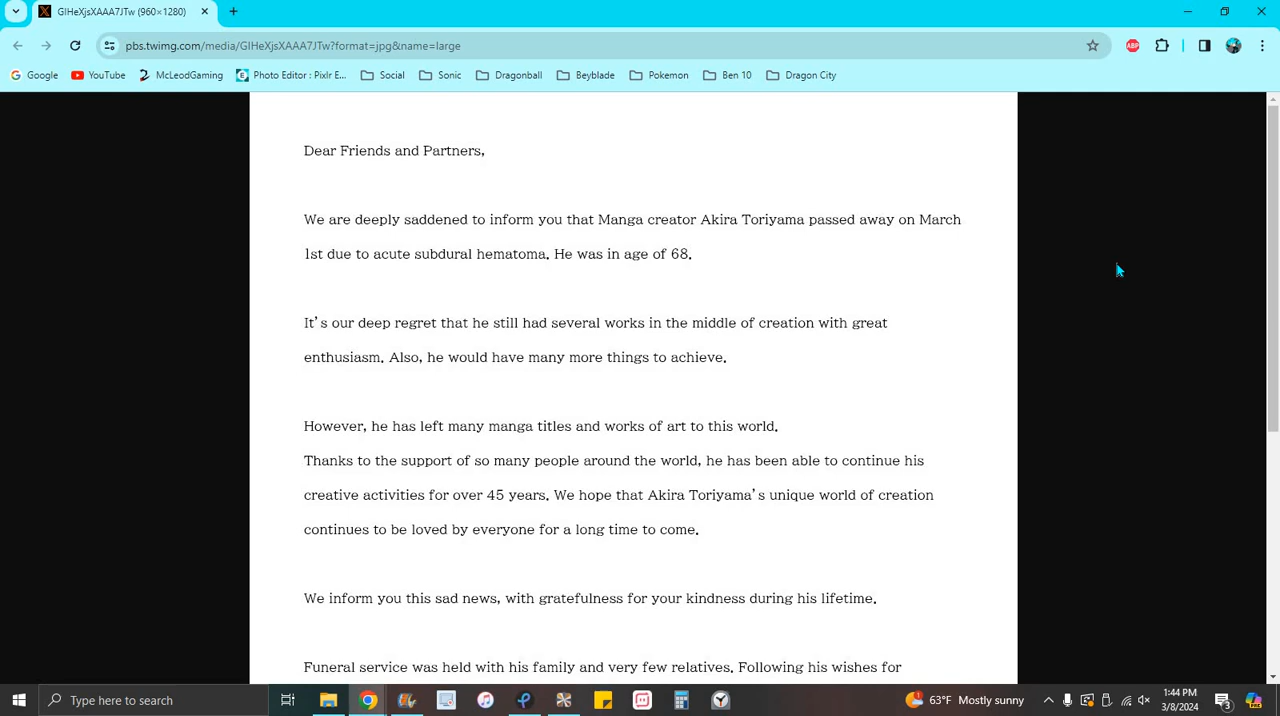 GIHeXjsXAAA7JTw (960×1280)
pbs.twimg.com/media/GIHeXjsXAAA7JTw?format=jpg&name=large
ABP
Google YouTube McLeodGaming Photo Editor : Pixlr E... Social Sonic Dragonball Beyblade Pokemon Ben 10 Dragon City
Dear Friends and Partners,
We are deeply saddened to inform you that Manga creator Akira Toriyama passed away on March
1st due to acute subdural hematoma. He was in age of 68.
It's our deep regret that he still had several works in the middle of creation with great
enthusiasm. Also, he would have many more things to achieve.
However, he has left many manga titles and works of art to this world.
Thanks to the support of so many people around the world, he has been able to continue his
creative activities for over 45 years. We hope that Akira Toriyama's unique world of creation
continues to be loved by everyone for a long time to come.
We inform you this sad news, with gratefulness for your kindness during his lifetime.
Funeral service was held with his family and very few relatives. Following his wishes for
Type here to search
63°F Mostly sunny
1:44 PM
3/8/2024
3